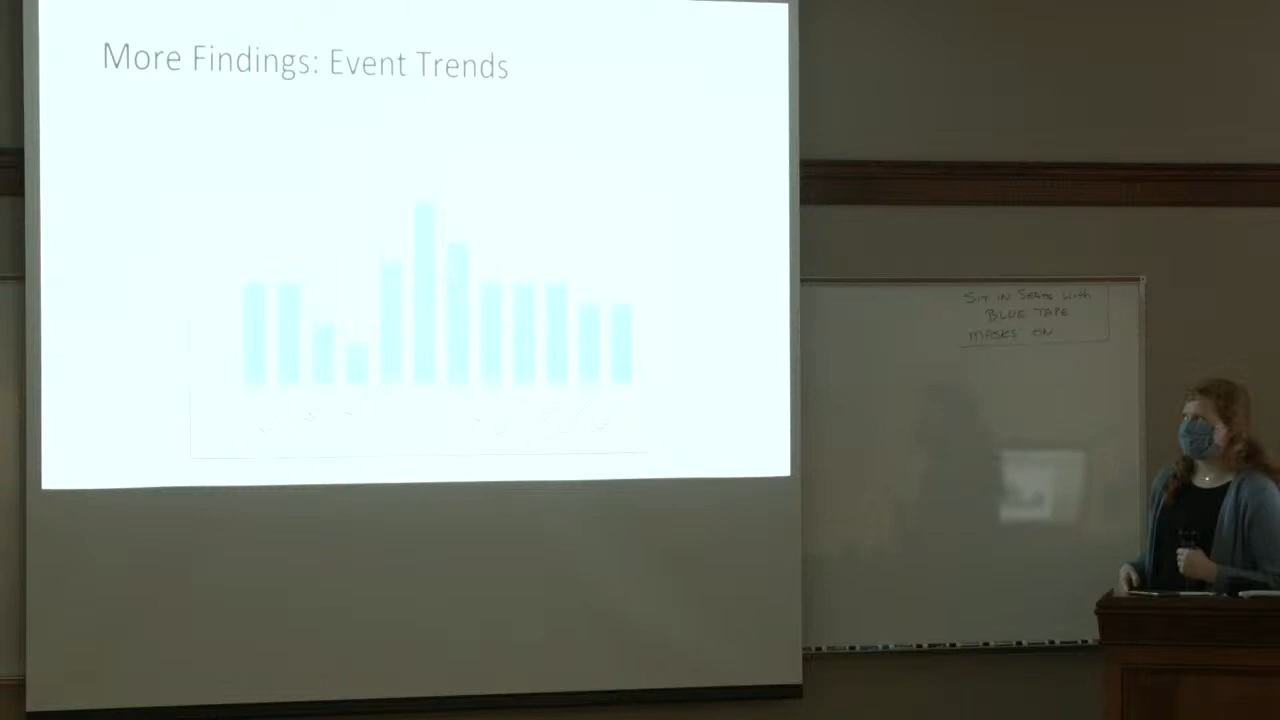 More Findings: Event Trends
SIT IN SEATS WITH
BLUE TAPE
MASKS ON